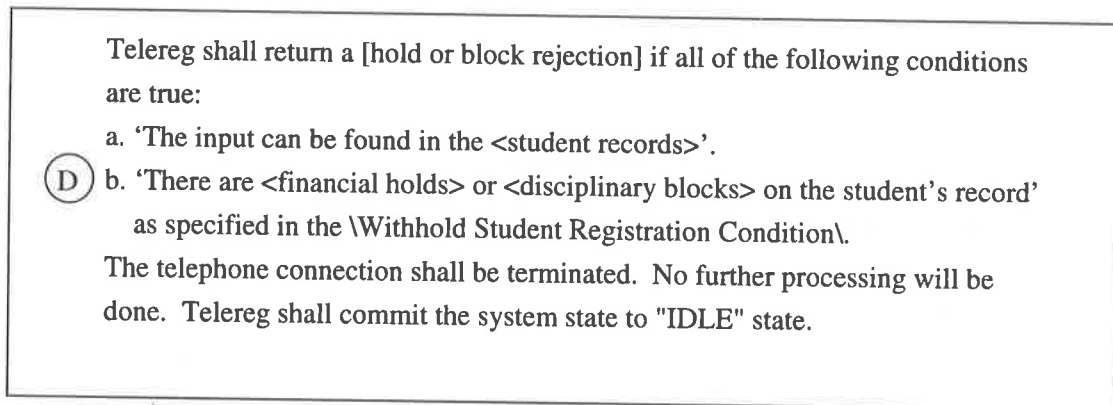 Telereg shall return a [hold or block rejection] if all of the following conditions
are true:
a. ‘The input can be found in the <student records>’.
D b. ‘There are <financial holds> or <disciplinary blocks> on the student’s record’
as specified in the \Withhold Student Registration Condition\.
The telephone connection shall be terminated. No further processing will be
done. Telereg shall commit the system state to "IDLE" state.